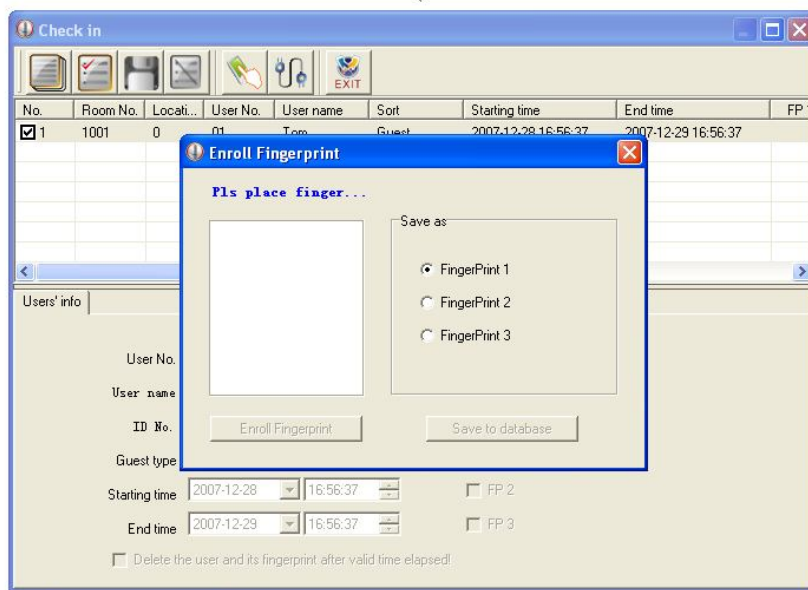 Check in
EXIT
No. Room No. Locati... User No. User name Sort Starting time End time FP
1 1001 0 01 Tom Guest 2007-12-28 16:56:37 2007-12-29 16:56:37
Enroll Fingerprint
Pls place finger...
Save as
FingerPrint 1
FingerPrint 2
FingerPrint 3
Enroll Fingerprint Save to database
Users' info
User No.
User name
ID No.
Guest type
Starting time 2007-12-28 16:56:37 FP 2
End time 2007-12-29 16:56:37 FP 3
Delete the user and its fingerprint after valid time elapsed!